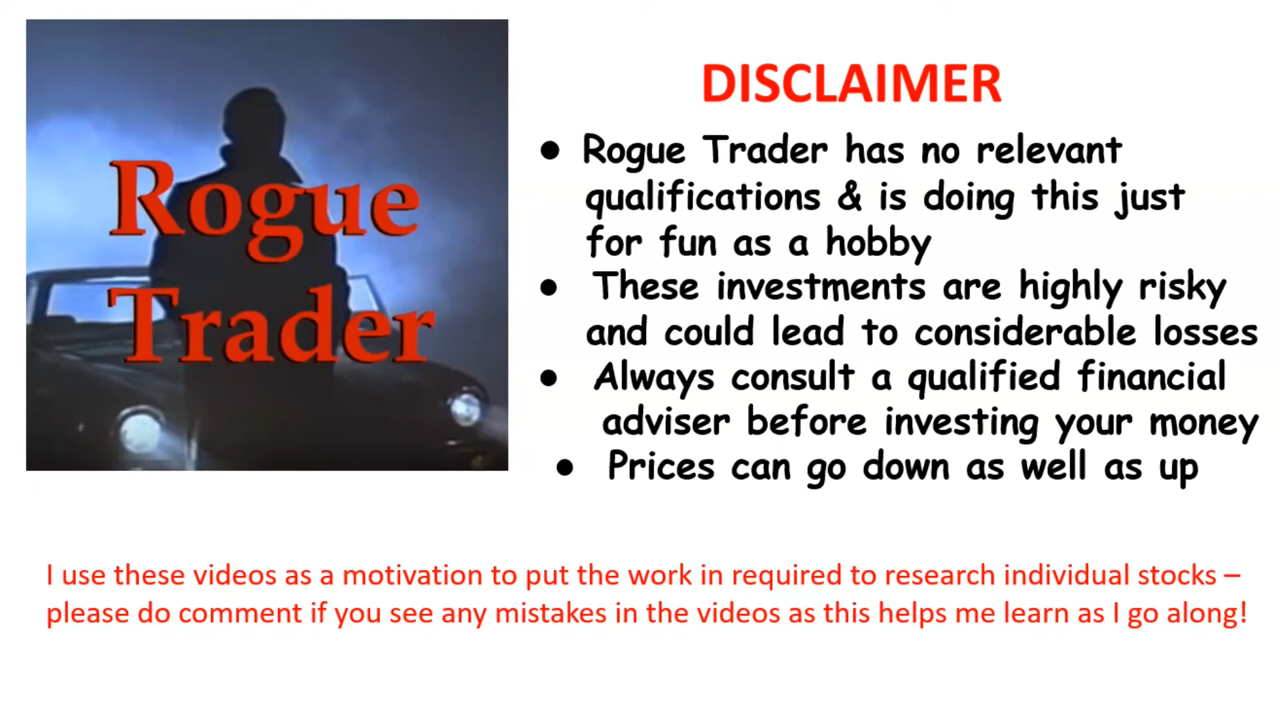 Rogue
Trader
DISCLAIMER
● Rogue Trader has no relevant
qualifications & is doing this just
for fun as a hobby
● These investments are highly risky
and could lead to considerable losses
● Always consult a qualified financial
adviser before investing your money
● Prices can go down as well as up
I use these videos as a motivation to put the work in required to research individual stocks –
please do comment if you see any mistakes in the videos as this helps me learn as I go along!